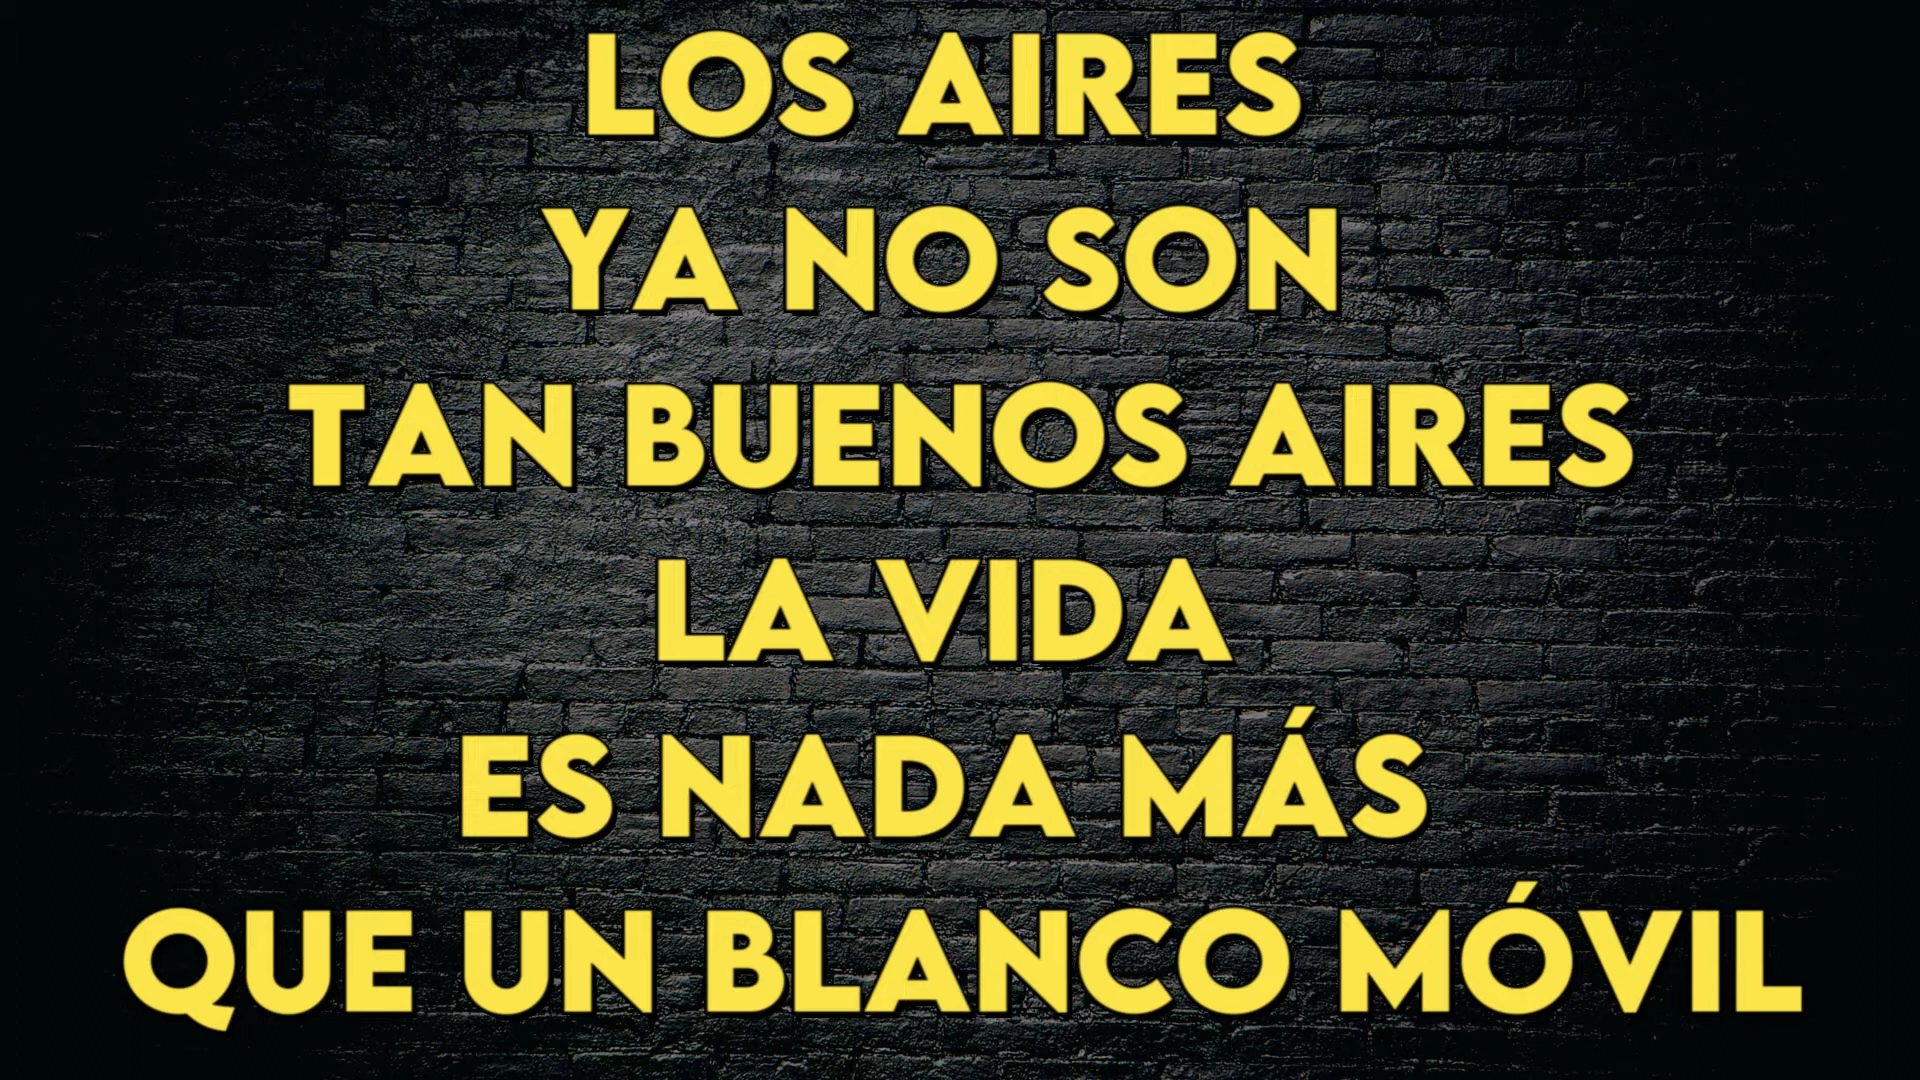 LOS AIRES
YA NO SON
TAN BUENOS AIRES
LA VIDA
ES NADA MÁS
QUE UN BLANCO MÓVIL